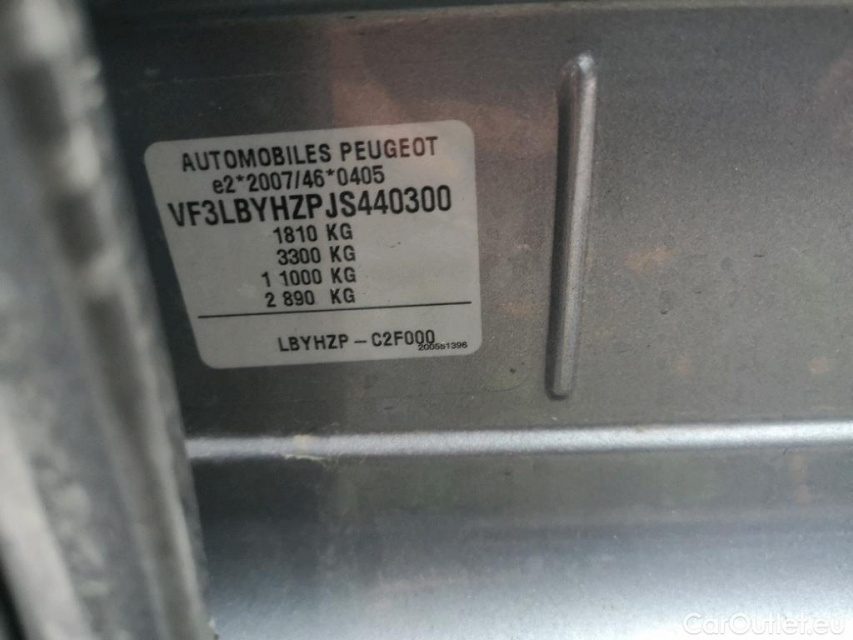 AUTOMOBILES PEUGEOT
e2*2007/46*0405
VF3LBYHZPJS440300
1810 KG
3300 KG
1 1000 KG
2 890 KG
LBYHZP-C2F000
2005b1396
CarOutlet.eu